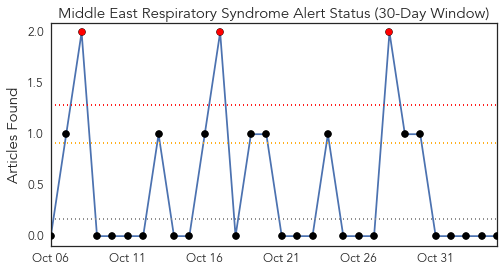 Middle East Respiratory Syndrome Alert Status (30-Day Window)
Articles Found
2.0
1.5
1.0
0.5
0.0
Oct 06 Oct 11 Oct 16 Oct 21 Oct 26 Oct 31